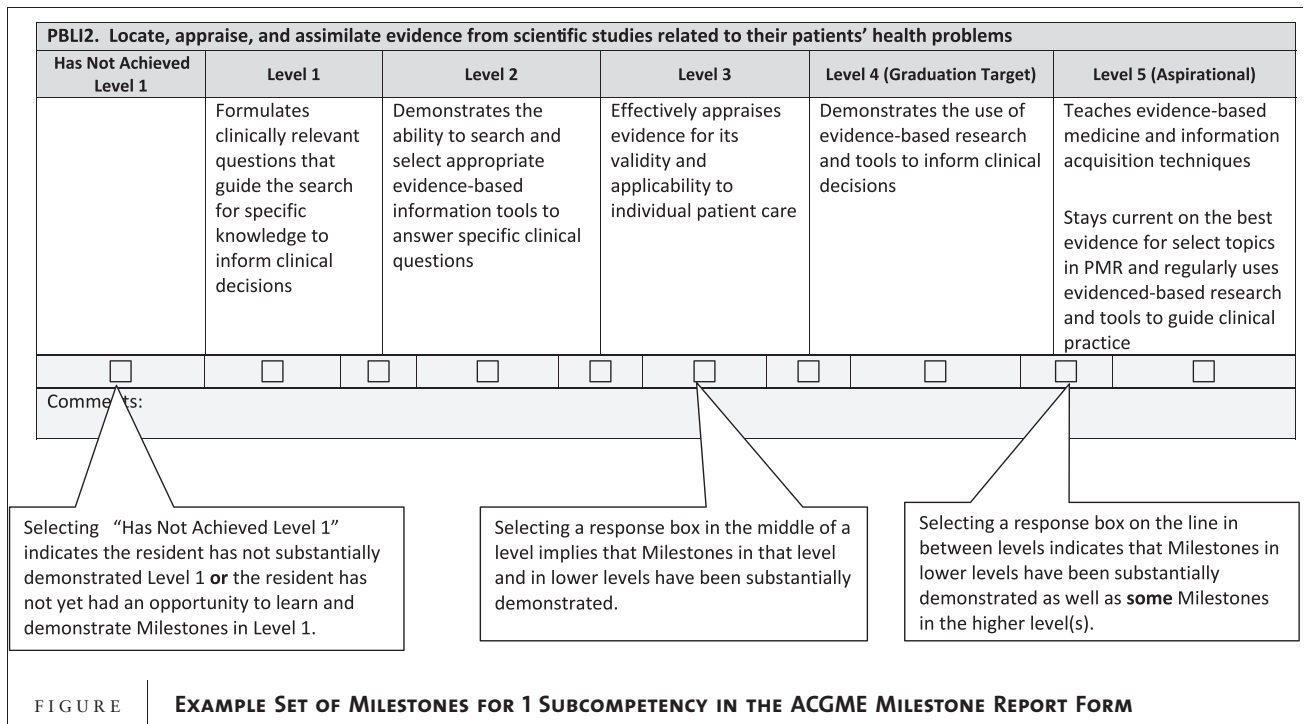 PBLI2. Locate, appraise, and assimilate evidence from scientific studies related to their patients' health problems
Has Not Achieved
Level 1
Level 1
Level 2
Level 3
Level 4 (Graduation Target)
Level 5 (Aspirational)
Formulates
clinically relevant
questions that
guide the search
for specific
knowledge to
inform clinical
decisions
Demonstrates the
ability to search and
select appropriate
evidence-based
information tools to
answer specific clinical
questions
Effectively appraises
evidence for its
validity and
applicability to
individual patient care
Demonstrates the use of
evidence-based research
and tools to inform clinical
decisions
Teaches evidence-based
medicine and information
acquisition techniques
Stays current on the best
evidence for select topics
in PMR and regularly uses
evidenced-based research
and tools to guide clinical
practice
Comments:
Selecting "Has Not Achieved Level 1"
indicates the resident has not substantially
demonstrated Level 1 or the resident has
not yet had an opportunity to learn and
demonstrate Milestones in Level 1.
Selecting a response box in the middle of a
level implies that Milestones in that level
and in lower levels have been substantially
demonstrated.
Selecting a response box on the line in
between levels indicates that Milestones in
lower levels have been substantially
demonstrated as well as some Milestones
in the higher level(s).
FIGURE
EXAMPLE SET OF MILESTONES FOR 1 SUBCOMPETENCY IN THE ACGME MILESTONE REPORT FORM